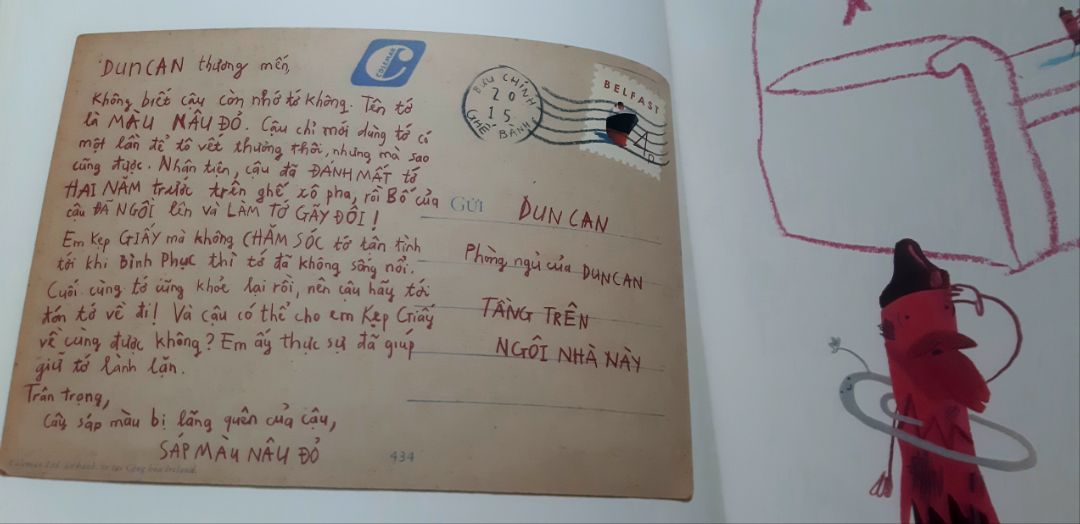 DUNCAN thương mến,
Không biết cậu còn nhớ tớ không. Tên tớ
là MÀU NÂU ĐỎ. Cậu chỉ mới dùng tớ có
một lần để tô vết thương thôi, nhưng mà sao
cũng được. Nhân tiện, cậu đã ĐÁNH MẤT tớ
HAI NĂM trước trên ghế xô pha, rồi Bố của
cậu ĐÃ NGỒI lên và LÀM TỚ GÃY ĐÔI!
Em Kẹp GIẤY mà không CHĂM SÓC tớ tận tình
tới khi Bình Phục thì tớ đã không sống nổi.
Cuối cùng tớ cũng khỏe lại rồi, nên cậu hãy tới
đón tớ về đi! Và cậu có thể cho em Kẹp Giấy
về cùng được không? Em ấy thực sự đã giúp
giữ tớ lành lặn.
Trân trọng,
Cây sáp màu bị lãng quên của cậu,
SÁP MÀU NÂU ĐỎ
COLEMAN
BƯU CHÍNH
20
15
GHẾ BÀNH
BELFAST
4
GỬI
DUNCAN
Phòng ngủ của DUNCAN
TẦNG TRÊN
NGÔI NHÀ NÀY
434